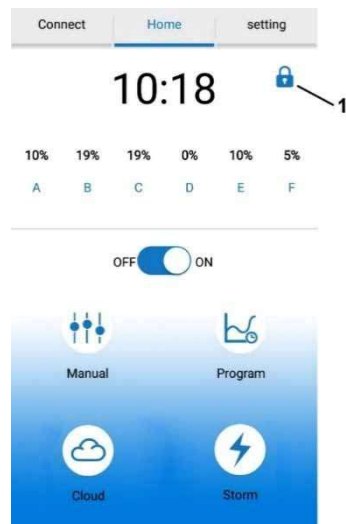 Connect Home setting
10:18
1
10% 19% 19% 0% 10% 5%
A B C D E F
OFF ON
Manual Program
Cloud Storm